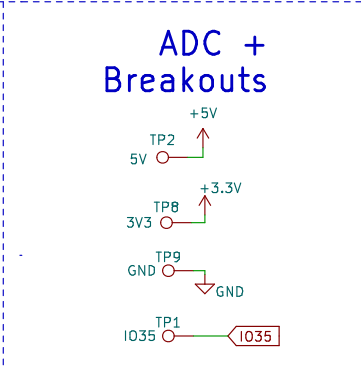 ADC +
Breakouts
+5V
TP2
5V
+3.3V
TP8
3V3
TP9
GND
GND
TP1
IO35
IO35